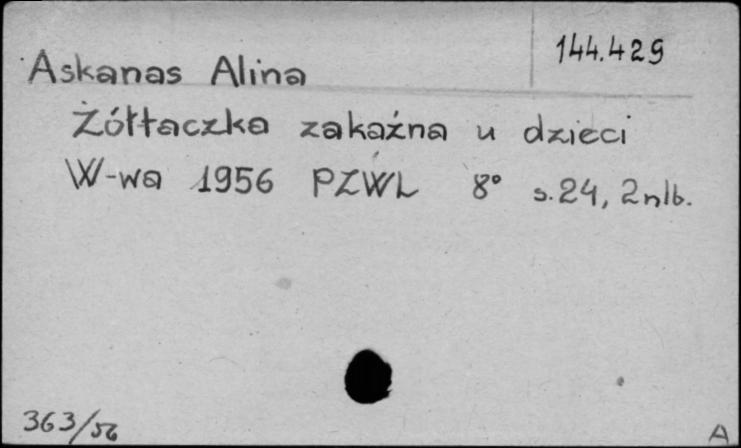 144.429
Askanas Alina
Żółtaczka zakaźna u dzieci
W-wa 1956 PZWL 8° s.24, 2nlb.
363/56
A